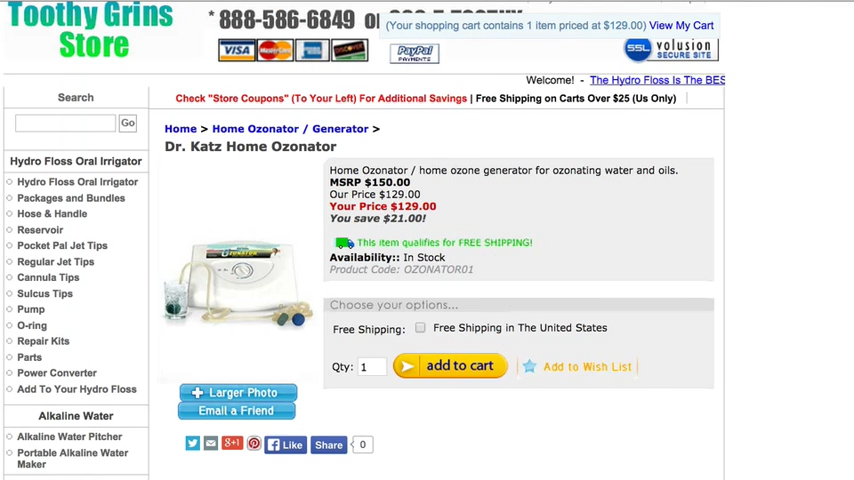 Toothy Grins
Store
* 888-586-6849 or
(Your shopping cart contains 1 item priced at $129.00) View My Cart
VISA MasterCard DISCOVER
PayPal
PAYMENTS
SSL volusion
SECURE SITE
Welcome! - The Hydro Floss Is The BES
Search
Go
Check "Store Coupons" (To Your Left) For Additional Savings | Free Shipping on Carts Over $25 (Us Only)
Home > Home Ozonator / Generator >
Dr. Katz Home Ozonator
Hydro Floss Oral Irrigator
Hydro Floss Oral Irrigator
Packages and Bundles
Hose & Handle
Reservoir
Pocket Pal Jet Tips
Regular Jet Tips
Cannula Tips
Sulcus Tips
Pump
O-ring
Repair Kits
Parts
Power Converter
Add To Your Hydro Floss
Alkaline Water
Alkaline Water Pitcher
Portable Alkaline Water
Maker
Home Ozonator / home ozone generator for ozonating water and oils.
MSRP $150.00
Our Price $129.00
Your Price $129.00
You save $21.00!
This item qualifies for FREE SHIPPING!
Availability:: In Stock
Product Code: OZONATOR01
Choose your options...
Free Shipping: Free Shipping in The United States
Qty: 1 add to cart Add to Wish List
OZONATOR
Larger Photo
Email a Friend
g+1 Like Share 0